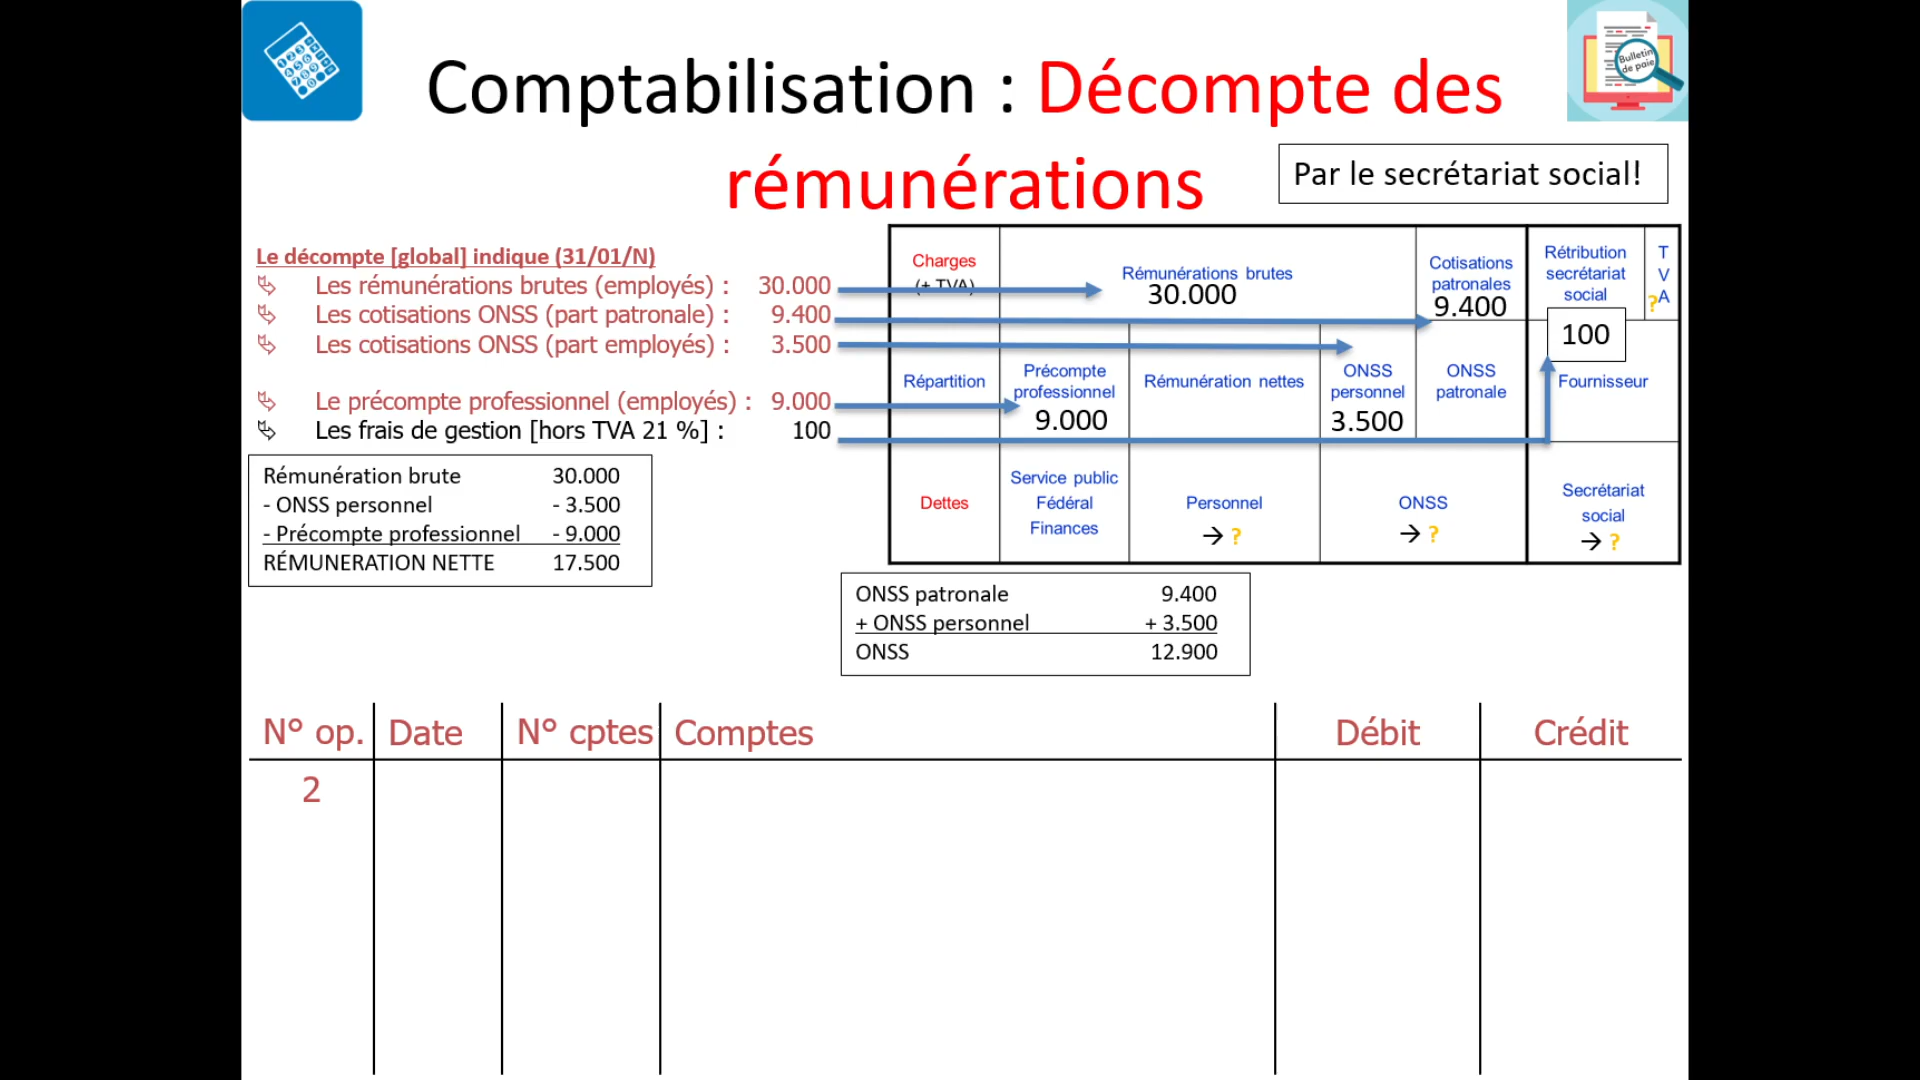 Comptabilisation : Décompte des
rémunérations
Bulletin
de paie
Par le secrétariat social!
Le décompte [global] indique (31/01/N)
Les rémunérations brutes (employés) : 30.000
Les cotisations ONSS (part patronale) : 9.400
Les cotisations ONSS (part employés) : 3.500
Le précompte professionnel (employés) : 9.000
Les frais de gestion [hors TVA 21 %] : 100
Rémunération brute 30.000
- ONSS personnel - 3.500
- Précompte professionnel - 9.000
RÉMUNERATION NETTE 17.500
Charges
(+ TVA)
Rémunérations brutes
30.000
Cotisations
patronales
9.400
Rétribution
secrétariat
social
100
T
V
?A
Répartition
Précompte
professionnel
9.000
Rémunération nettes
ONSS
personnel
3.500
ONSS
patronale
Fournisseur
Dettes
Service public
Fédéral
Finances
Personnel
→ ?
ONSS
→ ?
Secrétariat
social
→ ?
ONSS patronale 9.400
+ ONSS personnel + 3.500
ONSS 12.900
N° op. Date N° cptes Comptes Débit Crédit
2